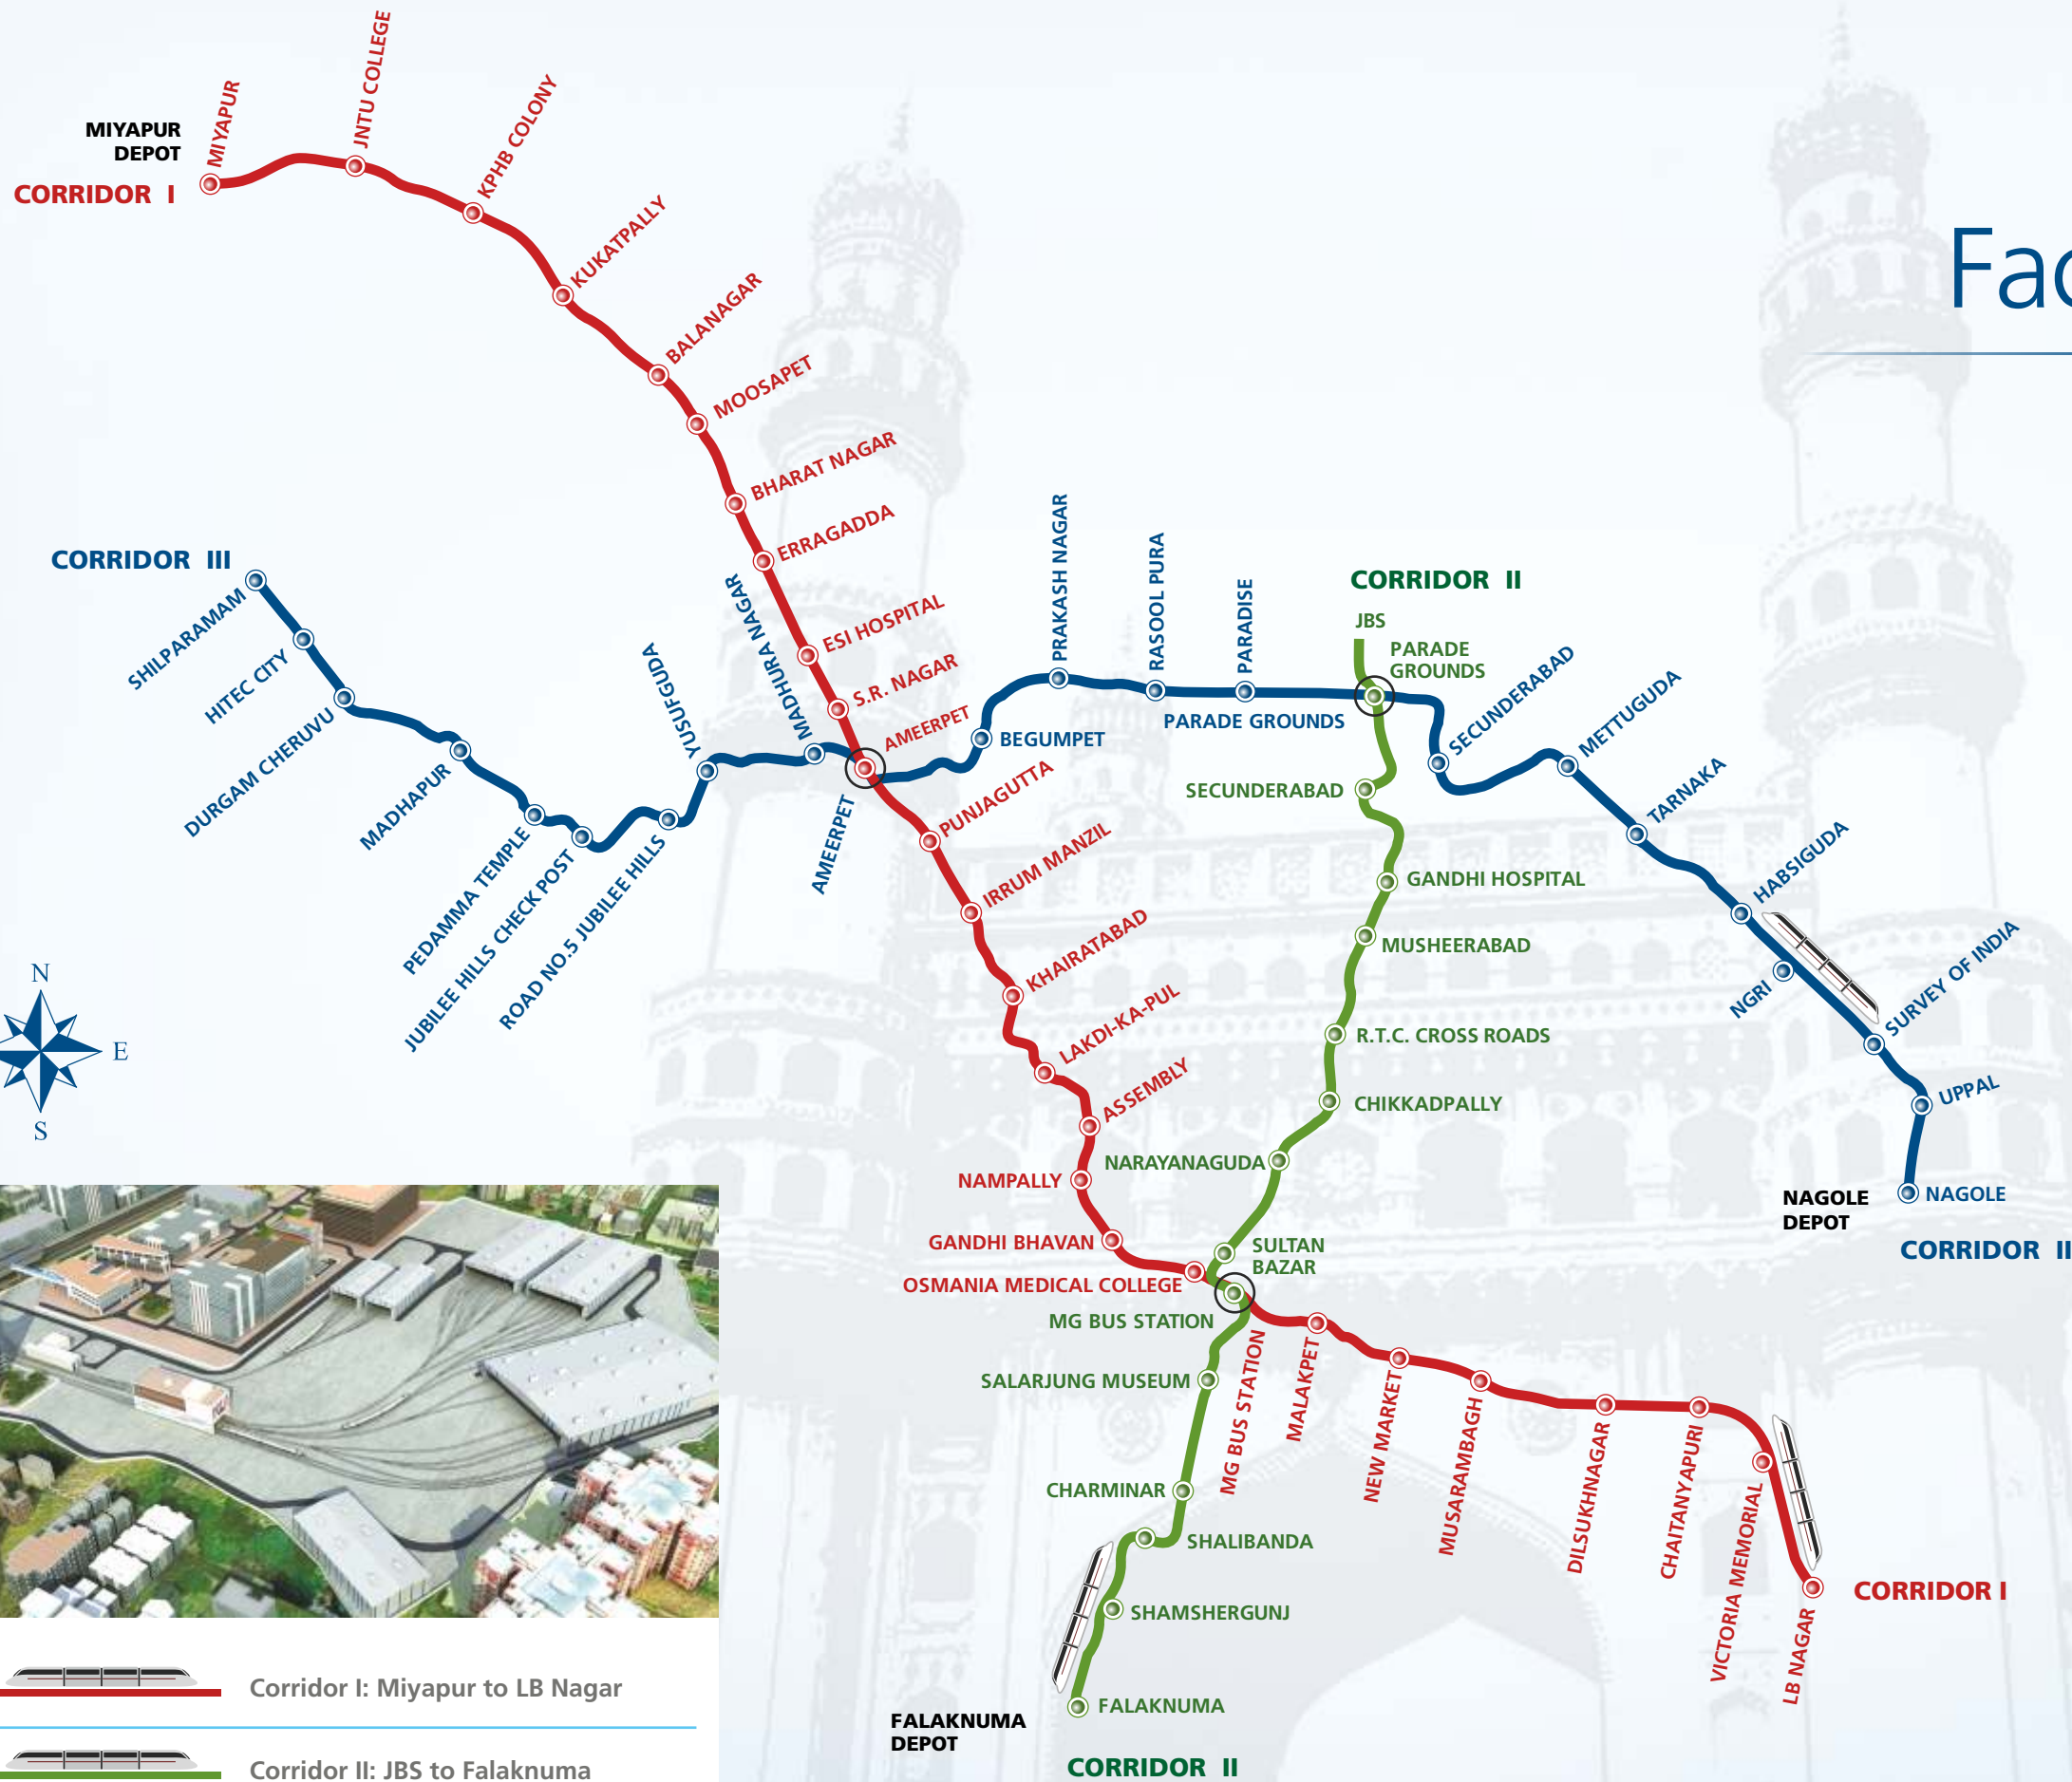 MIYAPUR
DEPOT
CORRIDOR I
MIYAPUR
JNTU COLLEGE
KPHB COLONY
KUKATPALLY
BALANAGAR
MOOSAPET
BHARAT NAGAR
ERRAGADDA
ESI HOSPITAL
S.R. NAGAR
AMEERPET
PUNJAGUTTA
IRRUM MANZIL
KHAIRATABAD
LAKDI-KA-PUL
ASSEMBLY
NAMPALLY
GANDHI BHAVAN
OSMANIA MEDICAL COLLEGE
MG BUS STATION
MALAKPET
NEW MARKET
MUSARAMBAGH
DILSUKHNAGAR
CHAITANYAPURI
VICTORIA MEMORIAL
LB NAGAR
CORRIDOR I
Fac
CORRIDOR III
SHILPARAMAM
HITEC CITY
DURGAM CHERUVU
MADHAPUR
PEDAMMA TEMPLE
JUBILEE HILLS CHECK POST
ROAD NO.5 JUBILEE HILLS
YUSUFGUDA
MADHURA NAGAR
AMEERPET
BEGUMPET
PRAKASH NAGAR
RASOOL PURA
PARADISE
PARADE GROUNDS
SECUNDERABAD
METTUGUDA
TARNAKA
HABSIGUDA
NGRI
SURVEY OF INDIA
UPPAL
NAGOLE
NAGOLE
DEPOT
CORRIDOR II
CORRIDOR II
JBS
PARADE
GROUNDS
SECUNDERABAD
GANDHI HOSPITAL
MUSHEERABAD
R.T.C. CROSS ROADS
CHIKKADPALLY
NARAYANAGUDA
SULTAN
BAZAR
MG BUS STATION
SALARJUNG MUSEUM
CHARMINAR
SHALIBANDA
SHAMSHERGUNJ
FALAKNUMA
FALAKNUMA
DEPOT
CORRIDOR II
N
E
S
Corridor I: Miyapur to LB Nagar
Corridor II: JBS to Falaknuma